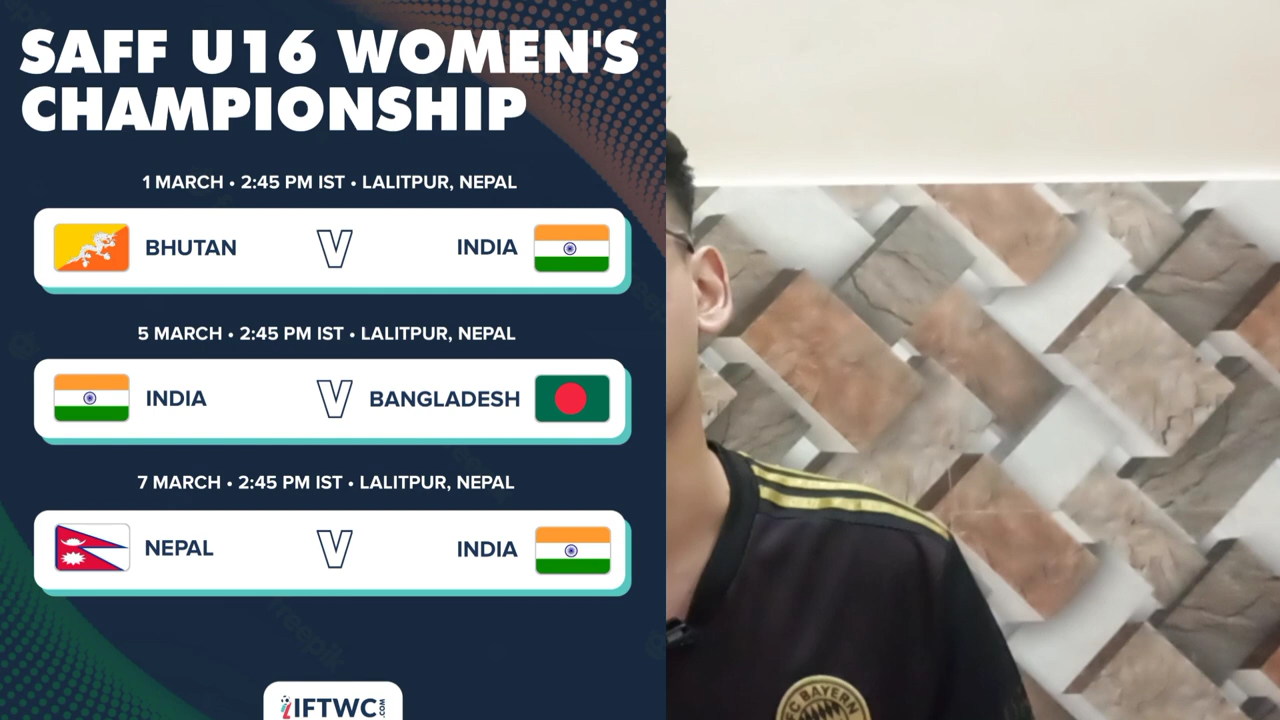 SAFF U16 WOMEN'S
CHAMPIONSHIP
1 MARCH • 2:45 PM IST • LALITPUR, NEPAL
BHUTAN V INDIA
5 MARCH • 2:45 PM IST • LALITPUR, NEPAL
INDIA V BANGLADESH
7 MARCH • 2:45 PM IST • LALITPUR, NEPAL
NEPAL V INDIA
IFTWC.COM
FC BAYERN